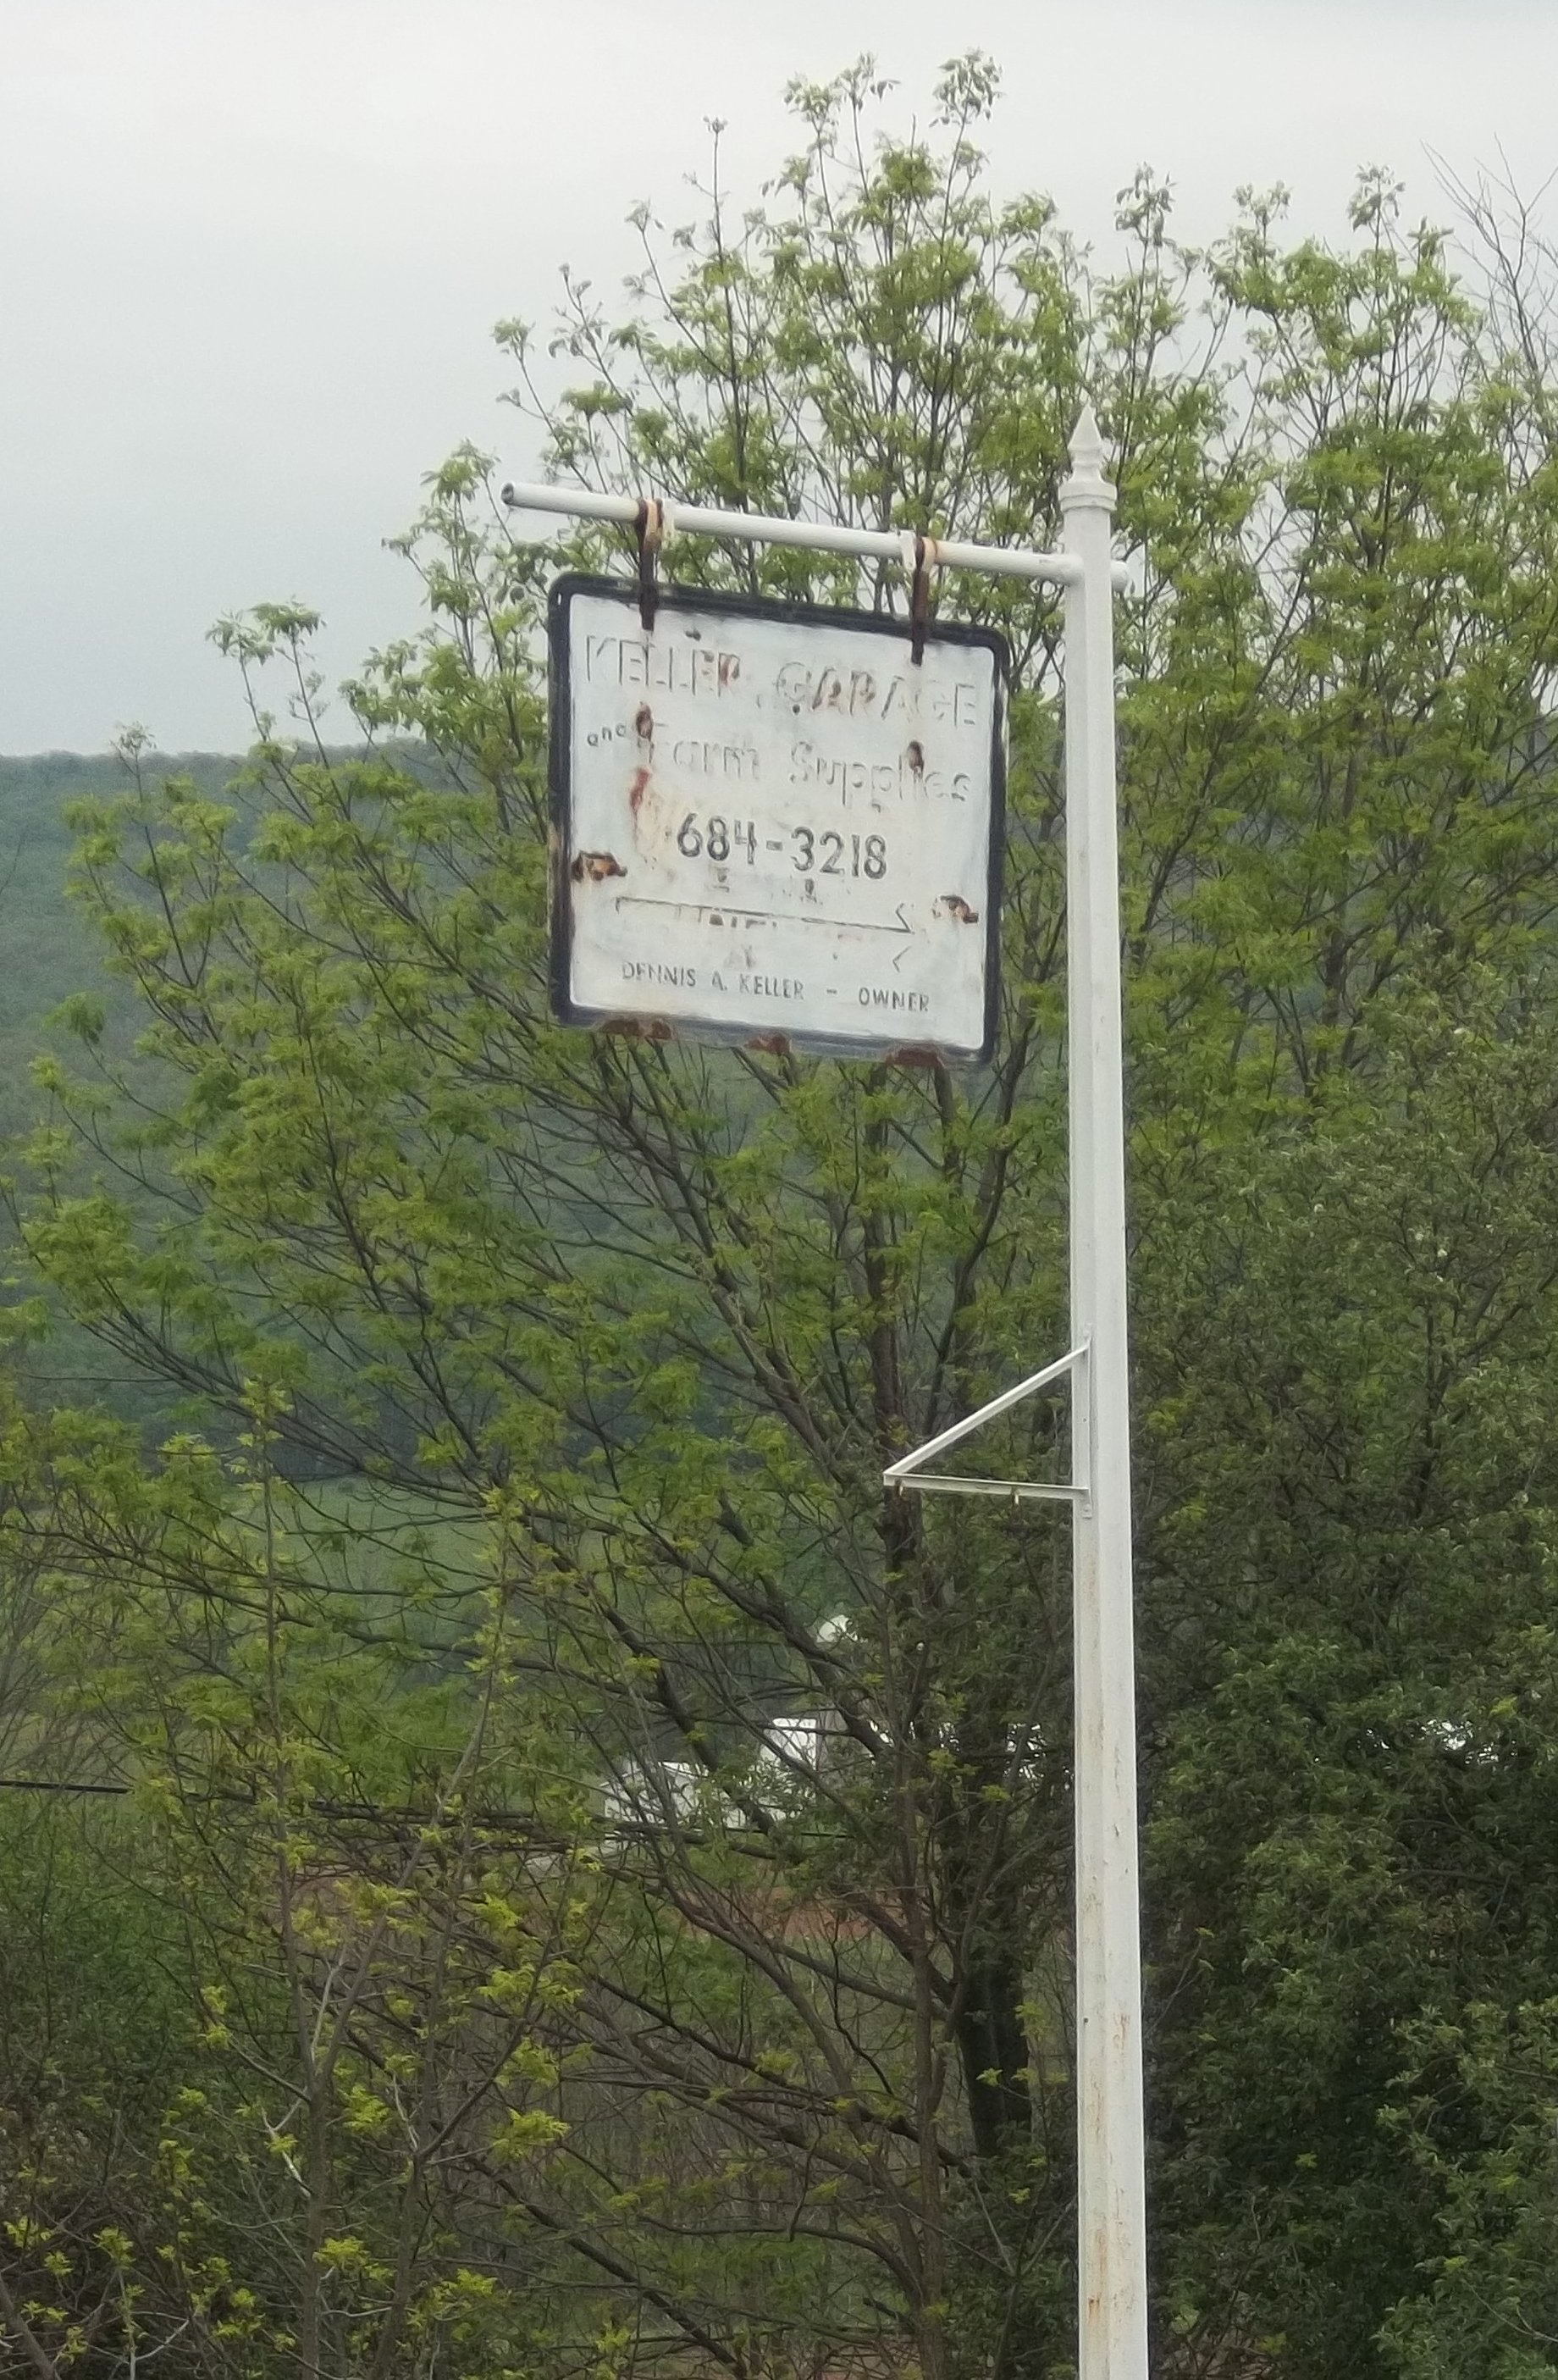 KELLER GARAGE
and Farm Supplies
684-3218
DENNIS A. KELLER - OWNER